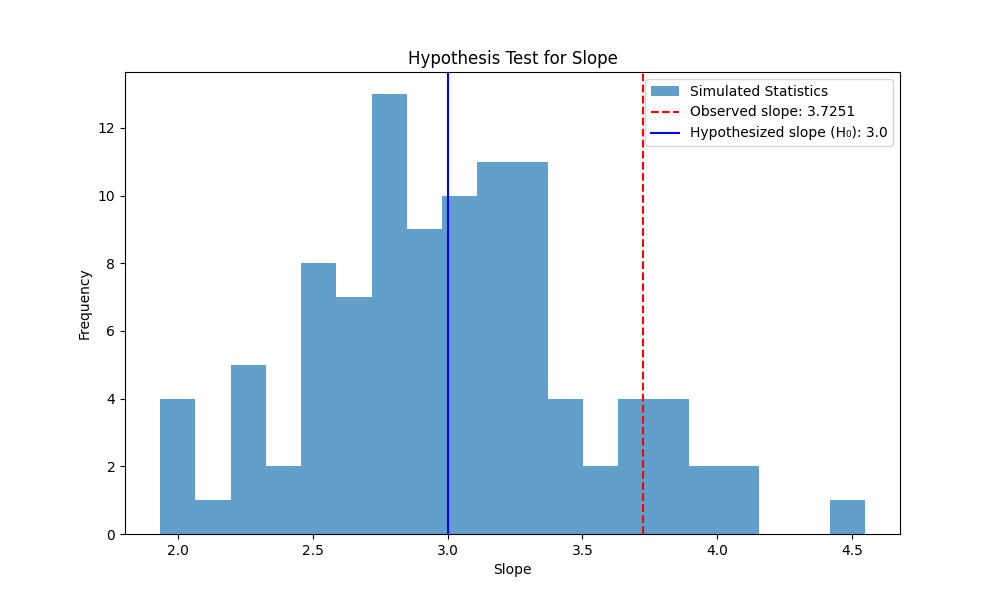 Hypothesis Test for Slope
Simulated Statistics
Observed slope: 3.7251
Hypothesized slope (H₀): 3.0
Frequency
12
10
8
6
4
2
0
2.0 2.5 3.0 3.5 4.0 4.5
Slope